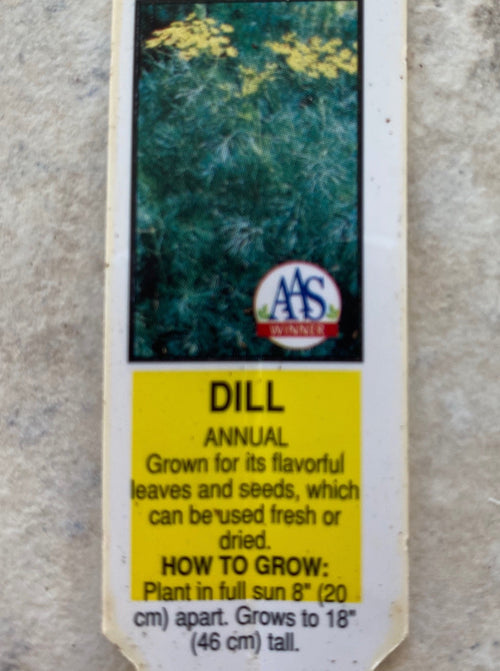 AAS
WINNER
DILL
ANNUAL
Grown for its flavorful
leaves and seeds, which
can be used fresh or
dried.
HOW TO GROW:
Plant in full sun 8" (20
cm) apart. Grows to 18"
(46 cm) tall.